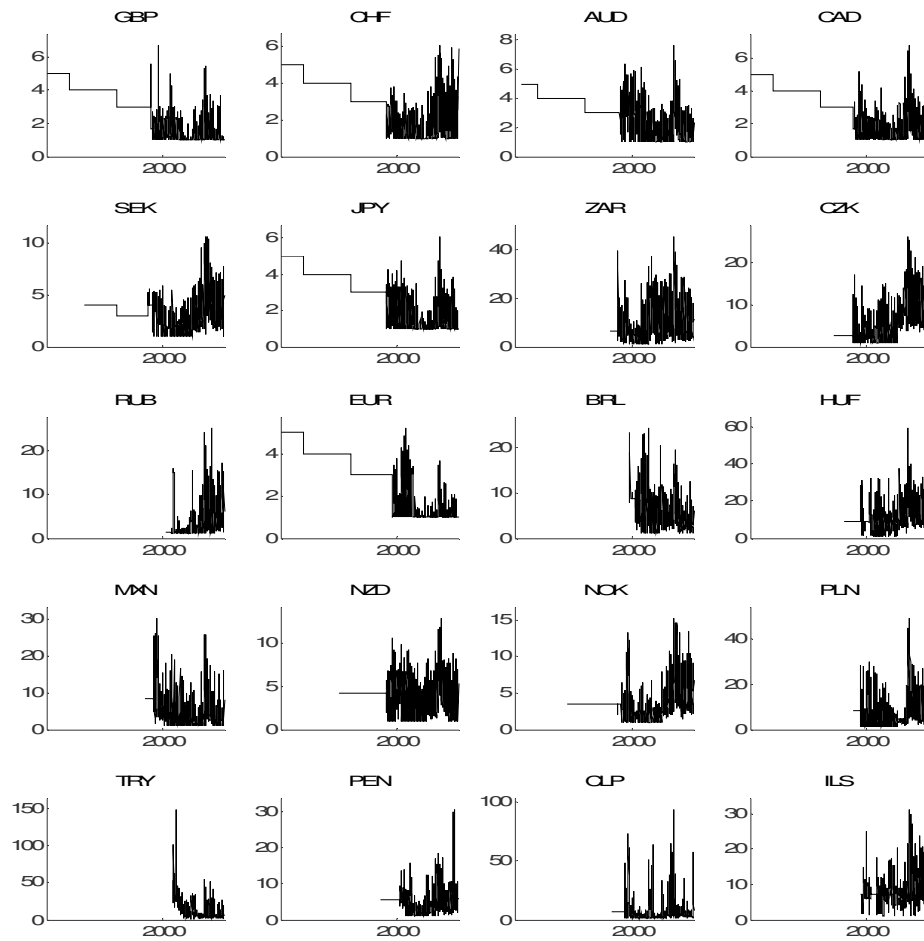 GBP CHF AUD CAD
6 6 8 6
4 4 6 4
2 2 4 2
0 0 2 0
0
2000 2000 2000 2000
SEK JPY ZAR CZK
10 6 40 20
5 4 20 10
0 2 0 0
0
2000 2000 2000 2000
RUB EUR BRL HUF
20 4 20 60
10 2 10 40
0 0 0 20
0
2000 2000 2000 2000
MXN NZD NOK PLN
30 10 15 40
20 5 10 20
10 0 5 0
0 0
2000 2000 2000 2000
TRY PEN CLP ILS
150 30 100 30
100 20 50 20
50 10 0 10
0 0 0
2000 2000 2000 2000